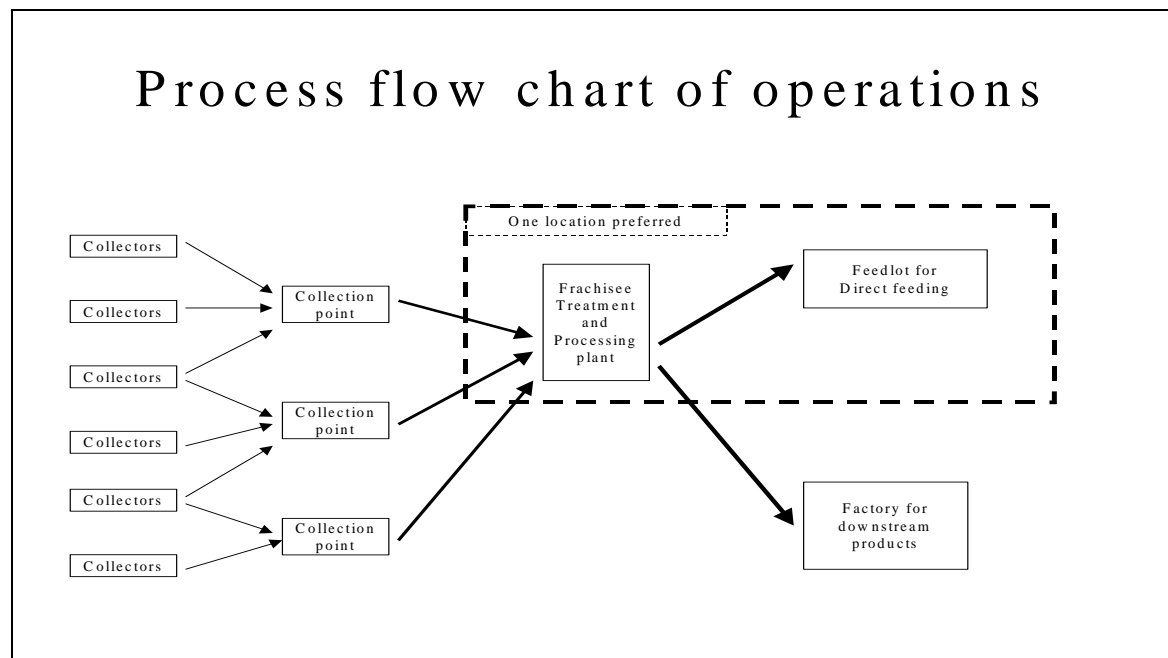 Process flow chart of operations
One location preferred
Collectors
Collectors
Collectors
Collectors
Collectors
Collectors
Collection
point
Collection
point
Collection
point
Frachisee
Treatment
and
Processing
plant
Feedlot for
Direct feeding
Factory for
downstream
products